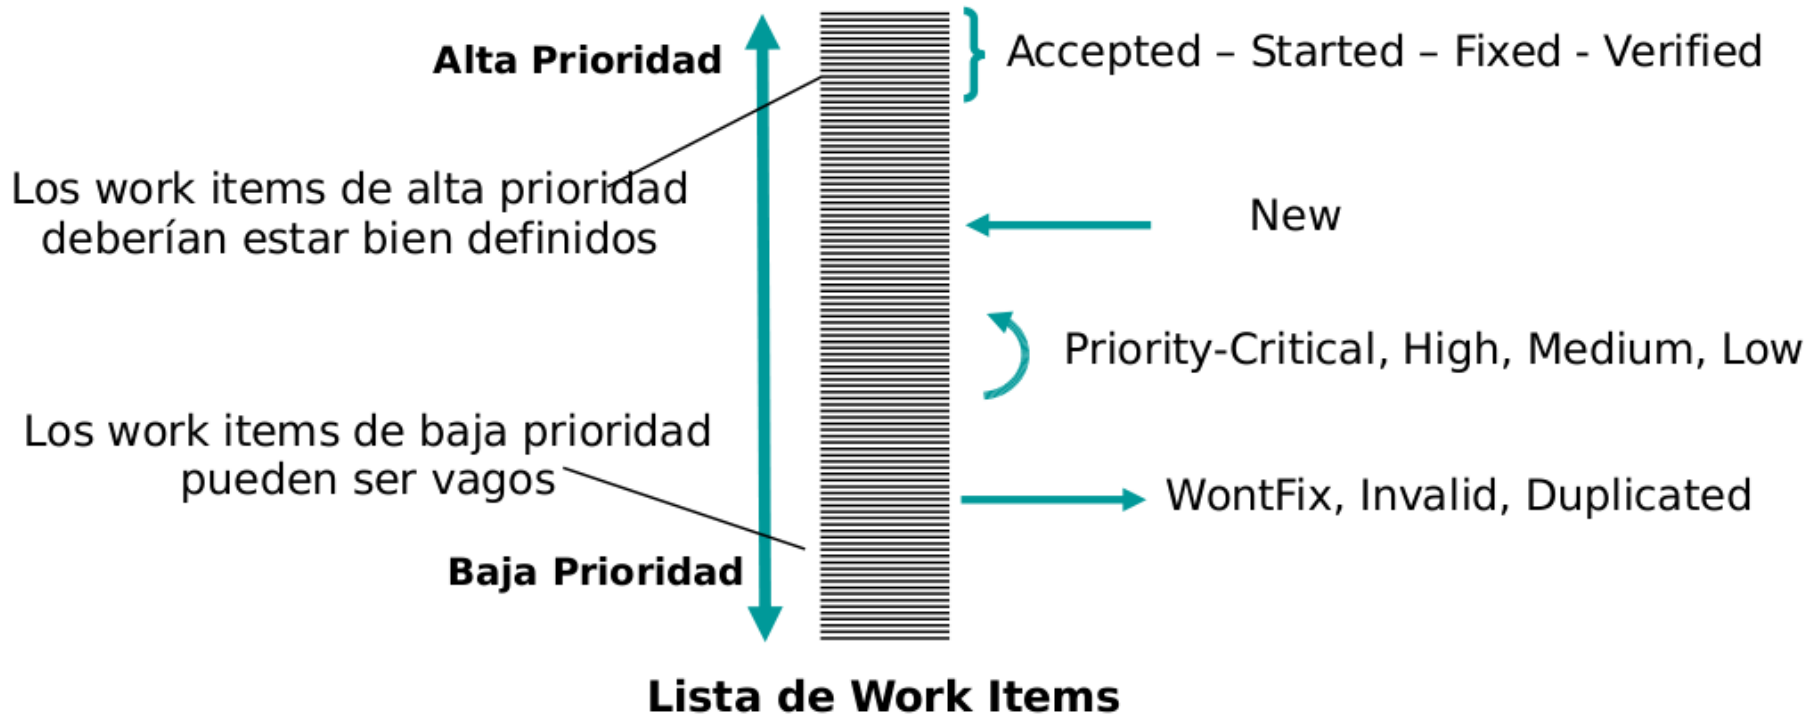 Alta Prioridad
Accepted – Started – Fixed - Verified
Los work items de alta prioridad
deberían estar bien definidos
New
Priority-Critical, High, Medium, Low
Los work items de baja prioridad
pueden ser vagos
WontFix, Invalid, Duplicated
Baja Prioridad
Lista de Work Items